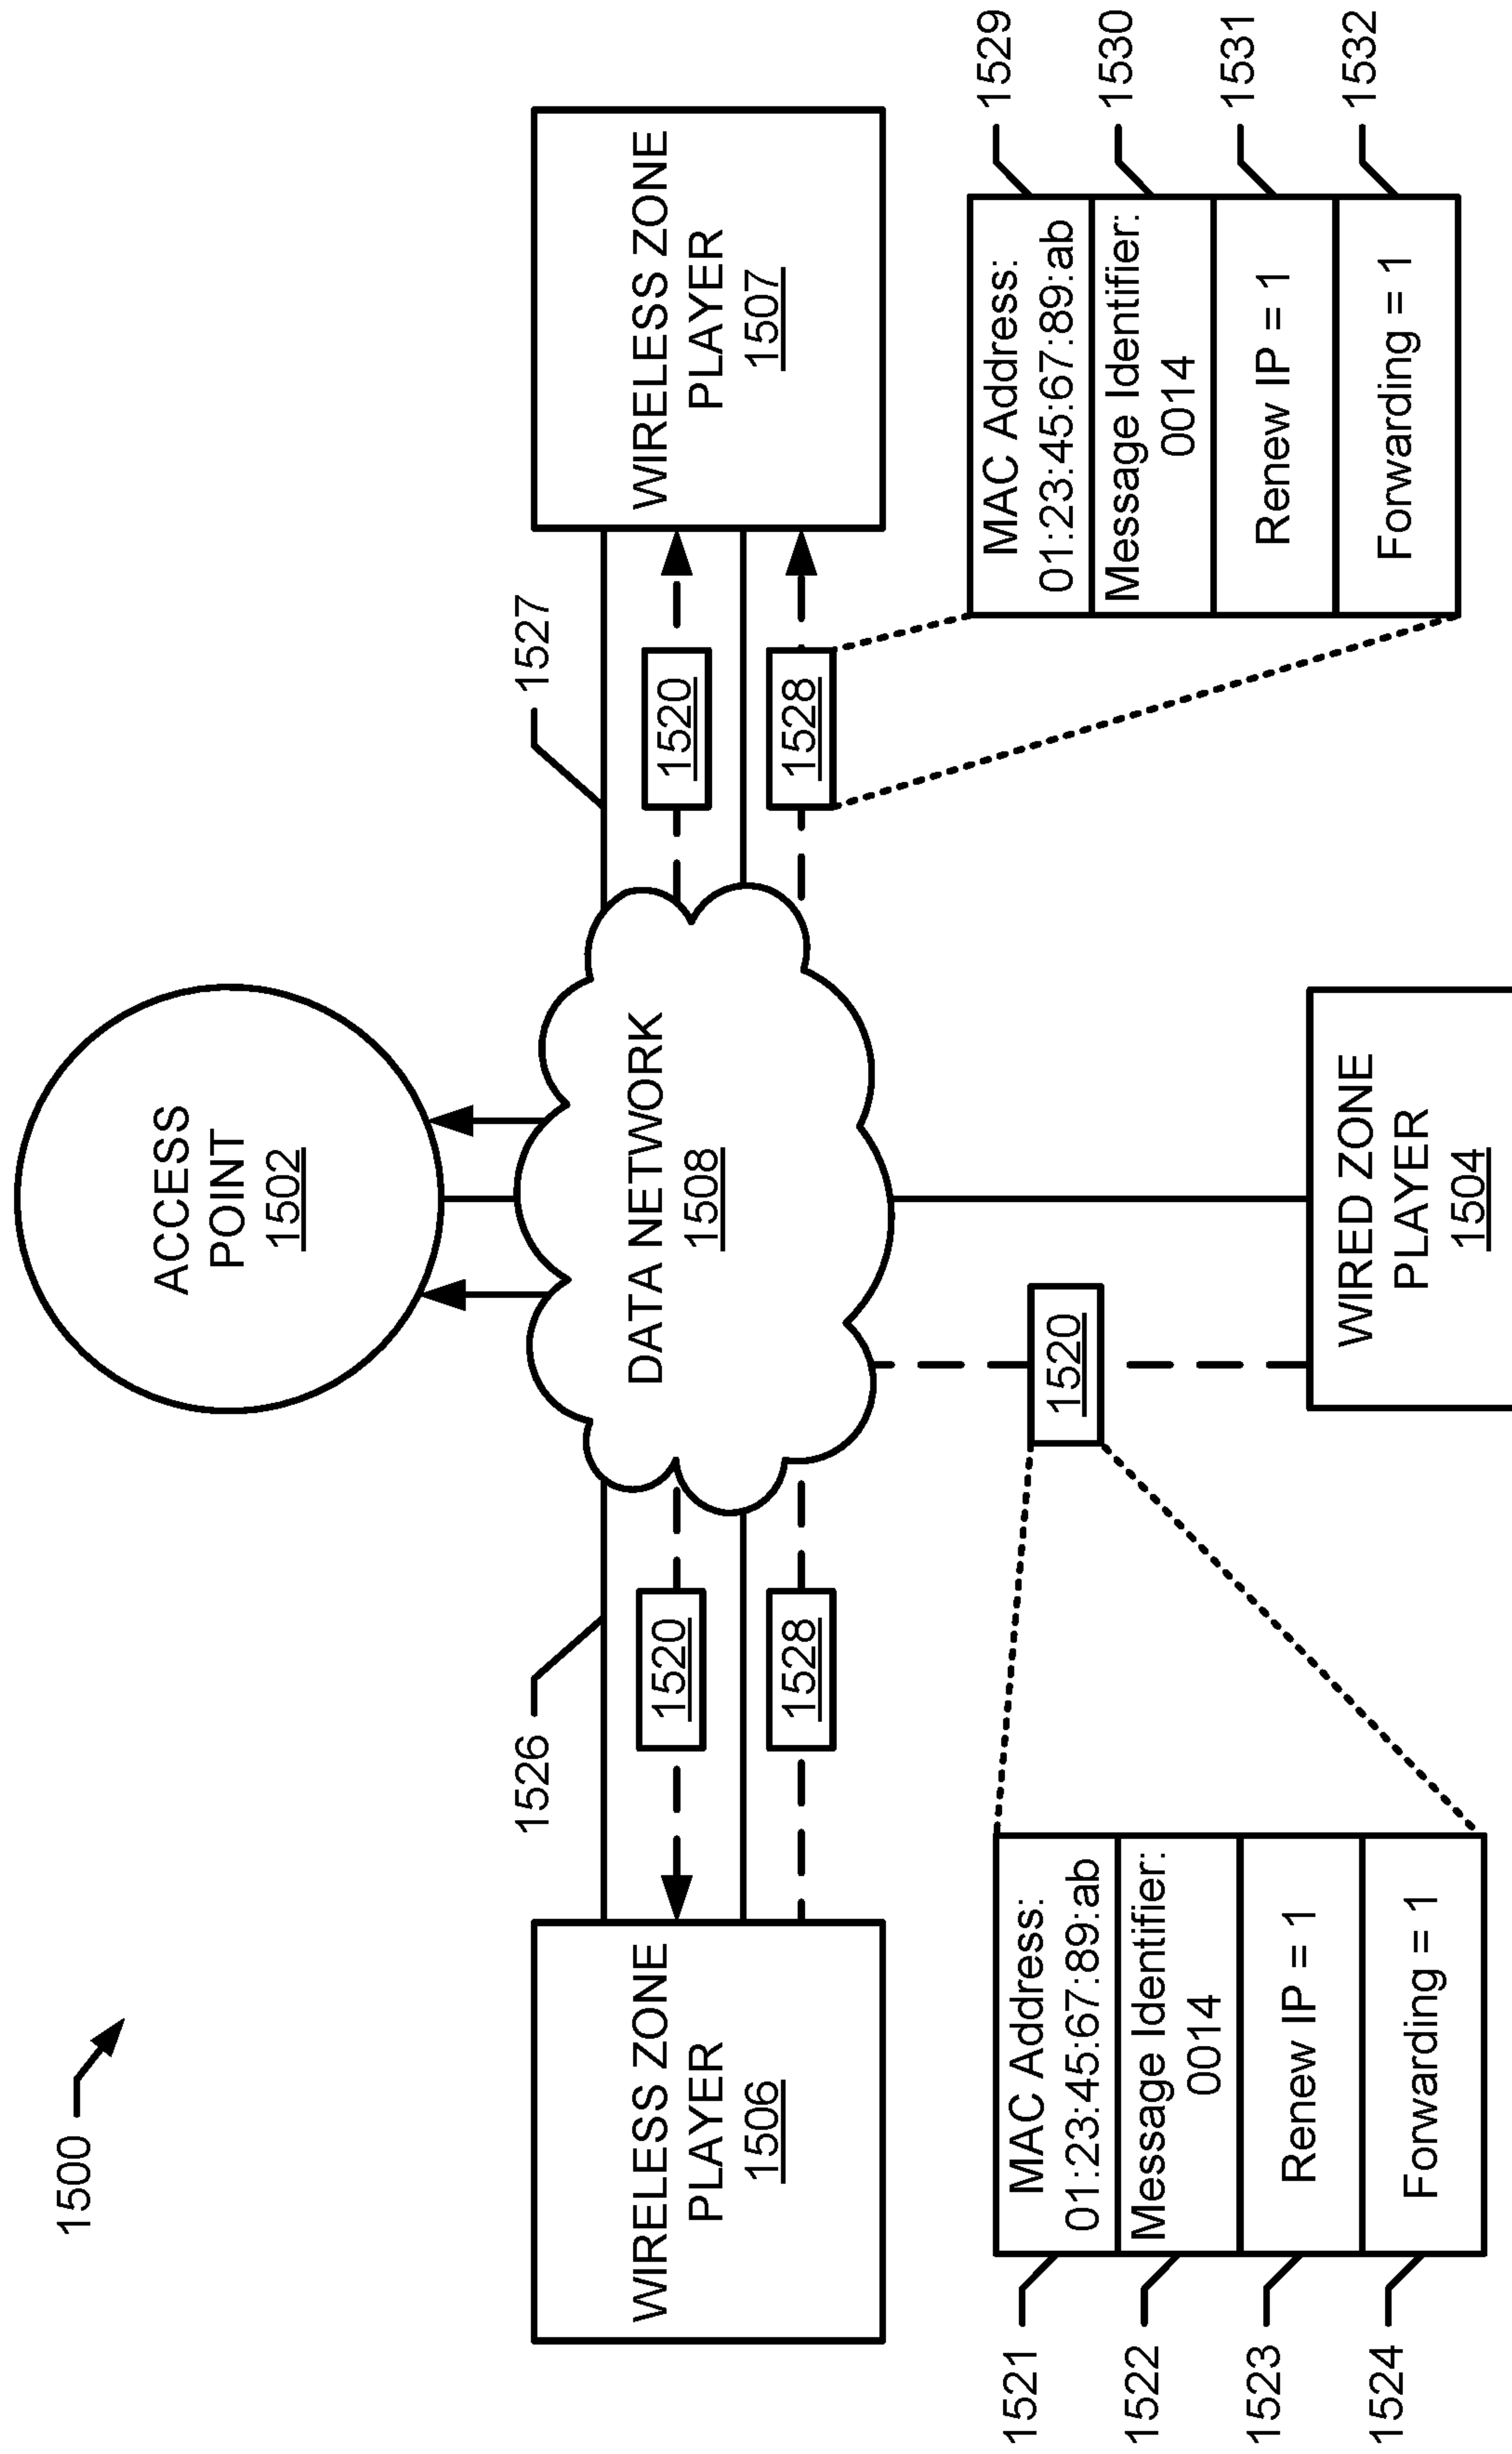 1500
ACCESS
POINT
1502
1526
1527
WIRELESS ZONE
PLAYER
1506
1520
1528
DATA NETWORK
1508
1520
1528
WIRELESS ZONE
PLAYER
1507
1521
1522
1523
1524
MAC Address:
01:23:45:67:89:ab
Message Identifier:
0014
Renew IP = 1
Forwarding = 1
1520
WIRED ZONE
PLAYER
1504
MAC Address:
01:23:45:67:89:ab
Message Identifier:
0014
Renew IP = 1
Forwarding = 1
1529
1530
1531
1532